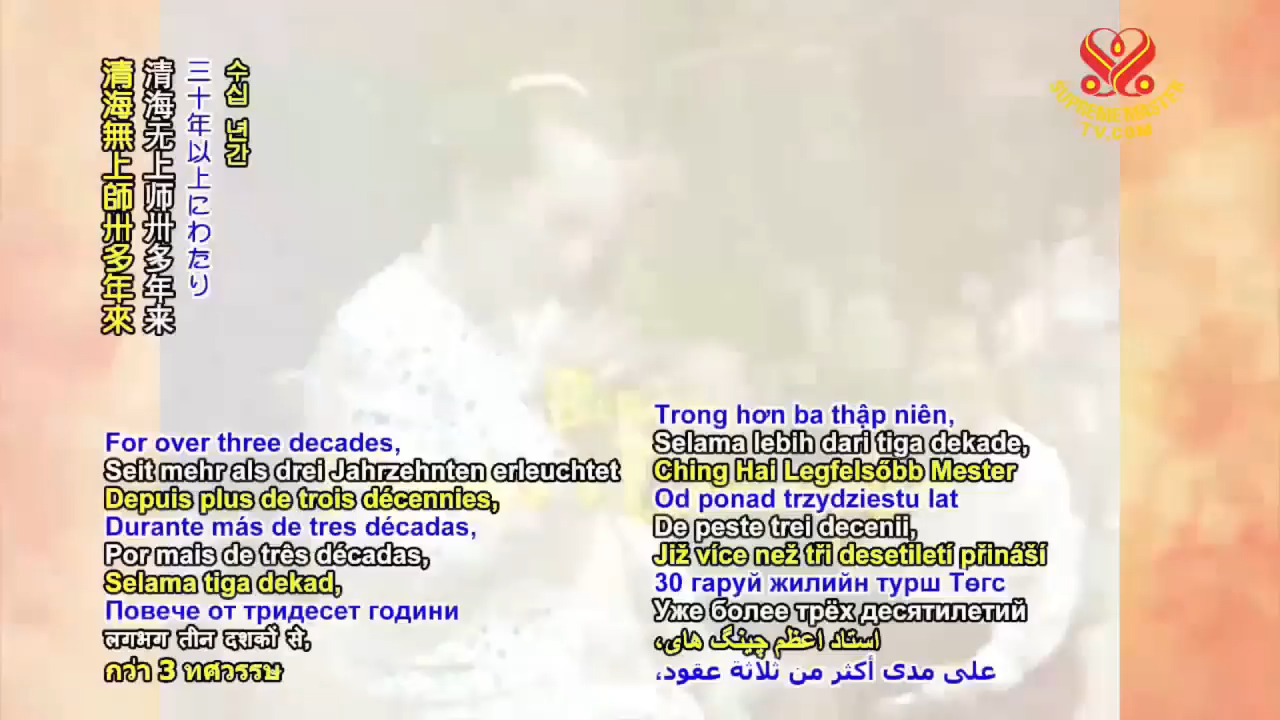 清海無上師卅多年來
清海无上师卅多年来
三十年以上にわたり
수십 년간
SUPREMEMASTER
TV.COM
For over three decades,
Seit mehr als drei Jahrzehnten erleuchtet
Depuis plus de trois décennies,
Durante más de tres décadas,
Por mais de três décadas,
Selama tiga dekad,
Повече от тридесет години
लगभग तीन दशकों से,
กว่า 3 ทศวรรษ
Trong hơn ba thập niên,
Selama lebih dari tiga dekade,
Ching Hai Legfelsőbb Mester
Od ponad trzydziestu lat
De peste trei decenii,
Již více než tři desetiletí přináší
30 гаруй жилийн турш Төгс
Уже более трёх десятилетий
استاد اعظم چینگ های،
على مدى أكثر من ثلاثة عقود،